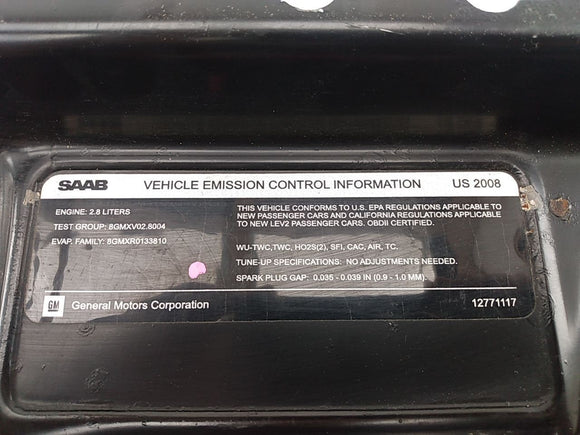 SAAB VEHICLE EMISSION CONTROL INFORMATION US 2008
ENGINE: 2.8 LITERS
TEST GROUP: 8GMXV02.8004
EVAP. FAMILY: 8GMXR0133810
THIS VEHICLE CONFORMS TO U.S. EPA REGULATIONS APPLICABLE TO
NEW PASSENGER CARS AND CALIFORNIA REGULATIONS APPLICABLE
TO NEW LEV2 PASSENGER CARS. OBDII CERTIFIED.
WU-TWC,TWC, HO2S(2), SFI, CAC, AIR, TC.
TUNE-UP SPECIFICATIONS: NO ADJUSTMENTS NEEDED.
SPARK PLUG GAP: 0.035 - 0.039 IN (0.9 - 1.0 MM).
GM General Motors Corporation 12771117